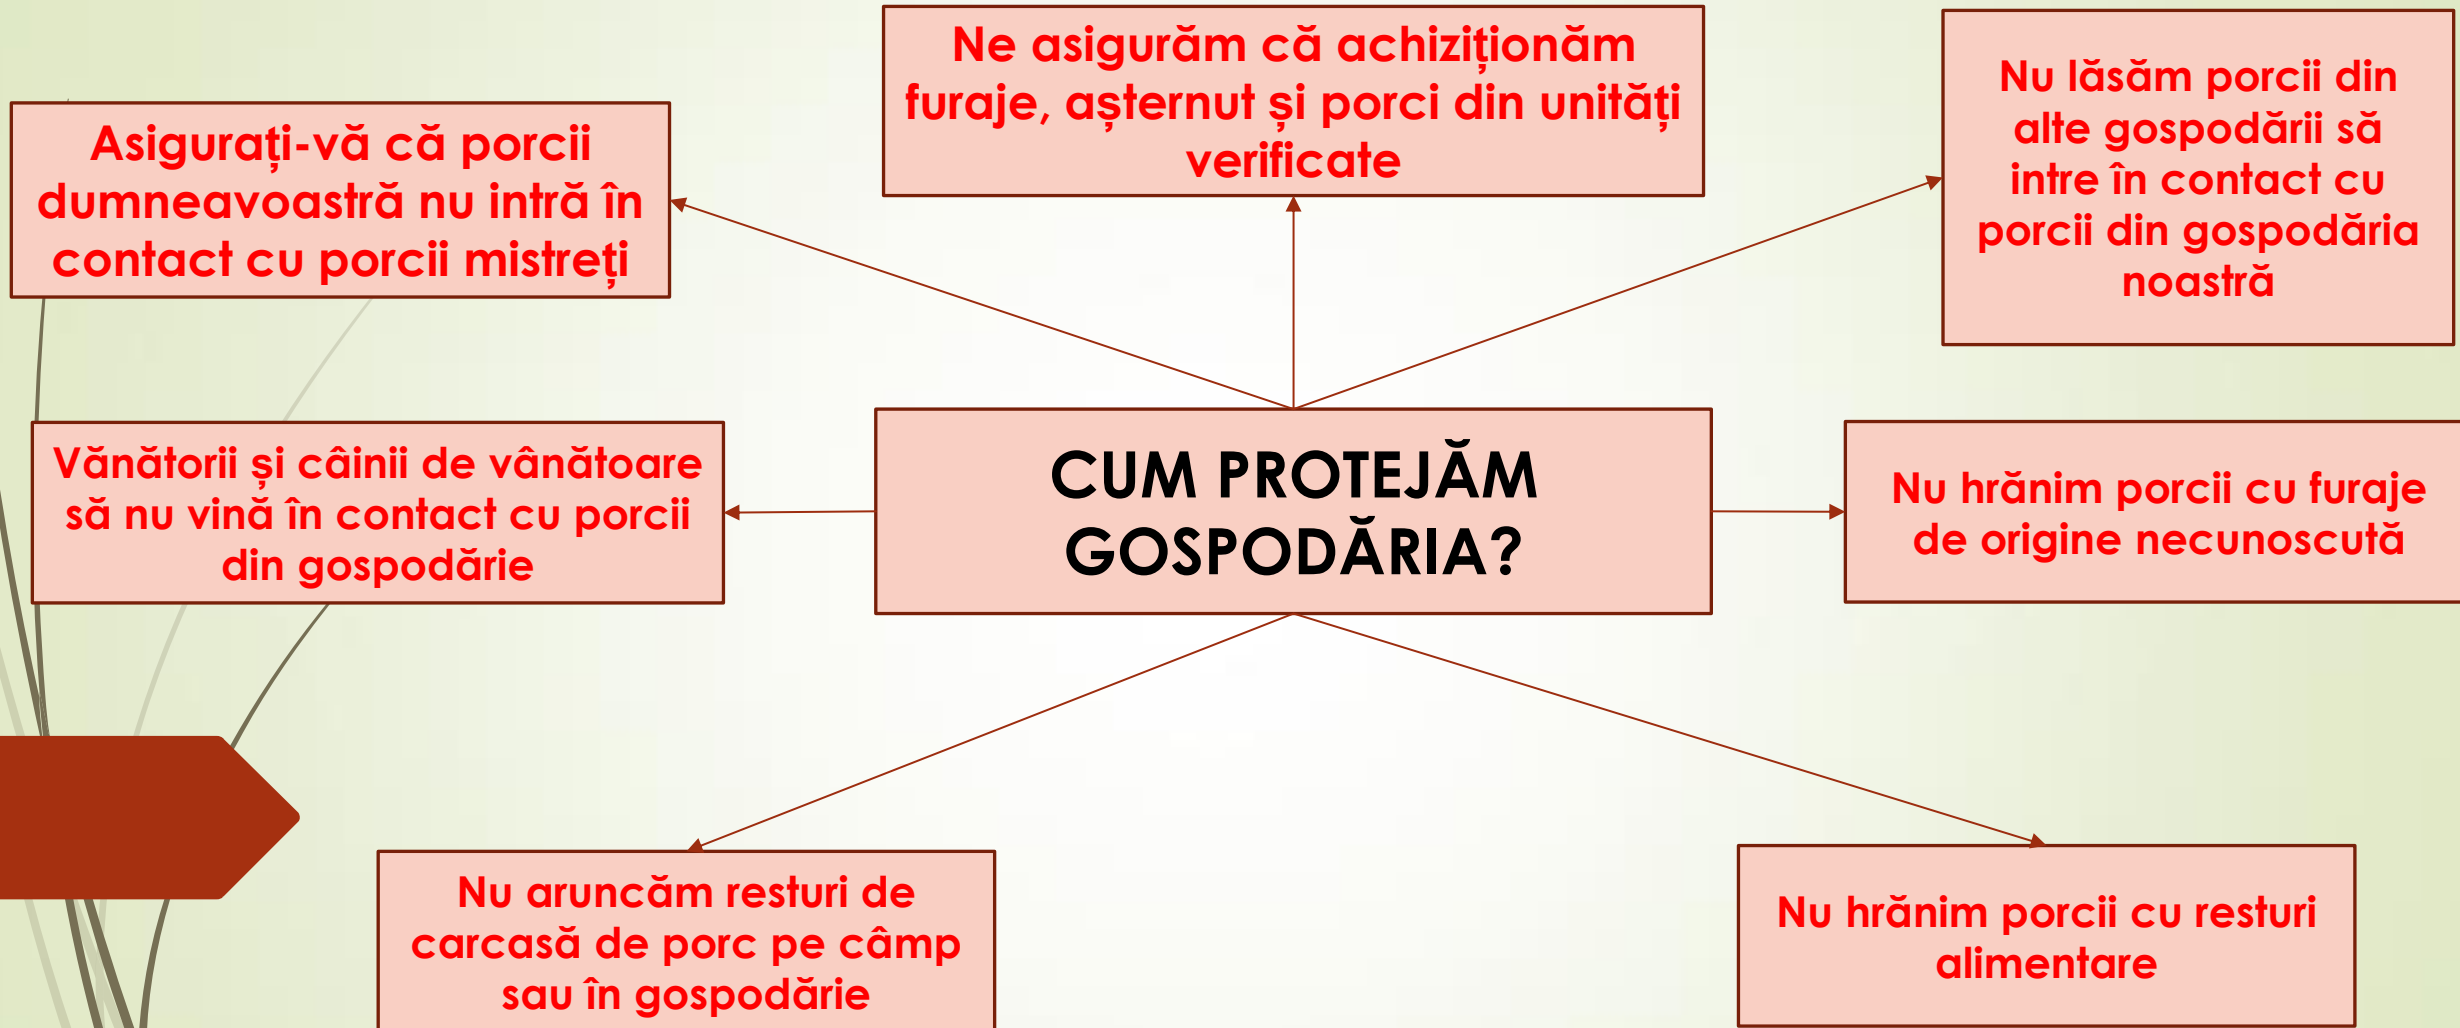 Ne asigurăm că achiziționăm
furaje, așternut și porci din unități
verificate
Nu lăsăm porcii din
alte gospodării să
intre în contact cu
porcii din gospodăria
noastră
Asigurați-vă că porcii
dumneavoastră nu intră în
contact cu porcii mistreți
Vănătorii și câinii de vânătoare
să nu vină în contact cu porcii
din gospodărie
CUM PROTEJĂM
GOSPODĂRIA?
Nu hrănim porcii cu furaje
de origine necunoscută
Nu aruncăm resturi de
carcasă de porc pe câmp
sau în gospodărie
Nu hrănim porcii cu resturi
alimentare